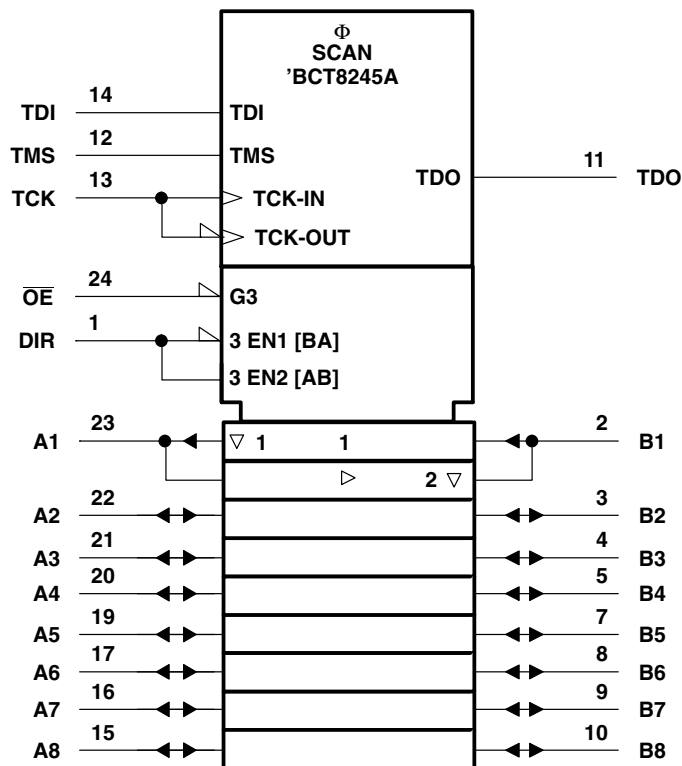 Φ
SCAN
'BCT8245A
TDI 14 TDI
TMS 12 TMS
TDO 11 TDO
TCK 13 TCK-IN
TCK-OUT
OE 24 G3
DIR 1 3 EN1 [BA]
3 EN2 [AB]
A1 23 1 1 2 B1
2
A2 22 3 B2
A3 21 4 B3
A4 20 5 B4
A5 19 7 B5
A6 17 8 B6
A7 16 9 B7
A8 15 10 B8